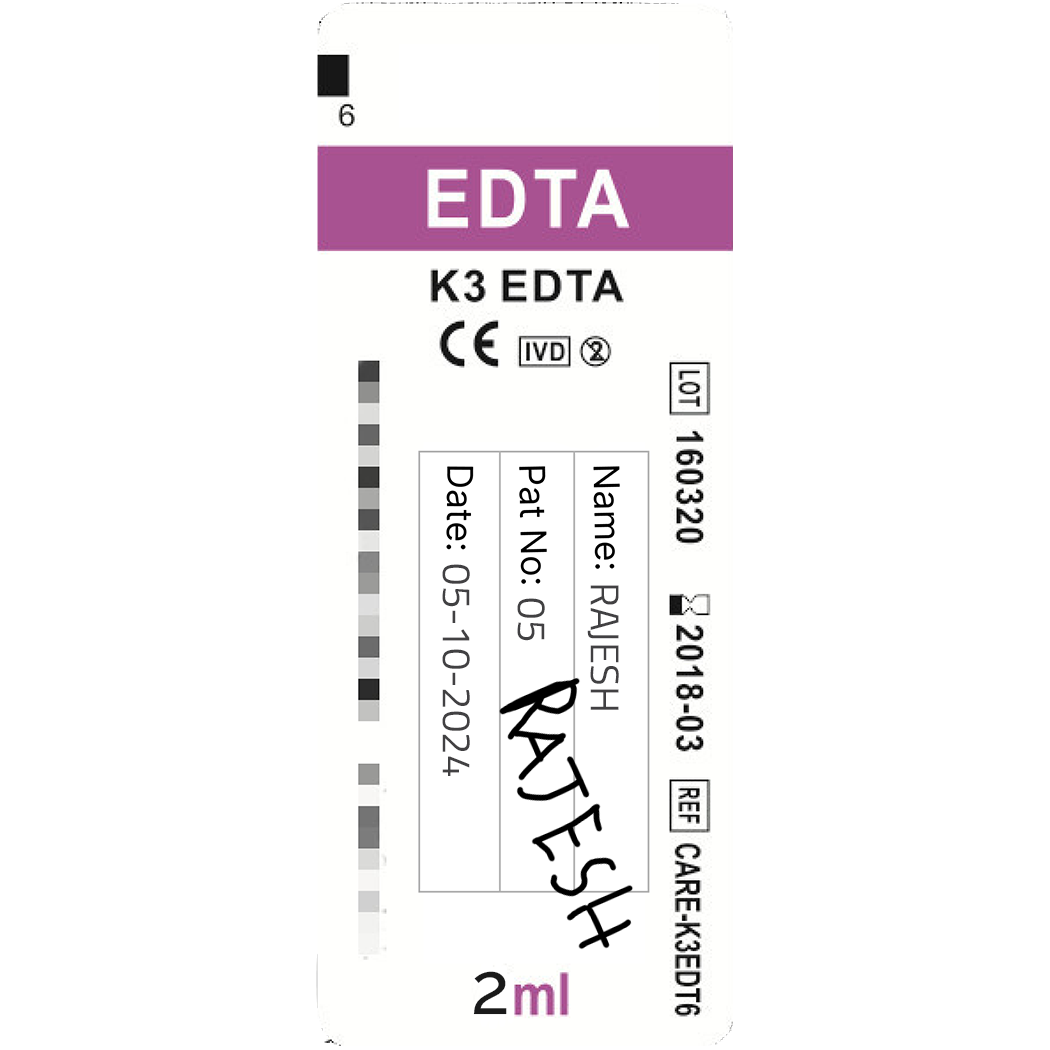 6
EDTA
K3 EDTA
CE IVD 2
LOT 160320
2018-03
REF CARE-K3EDT6
Name: RAJESH
Pat No: 05
Date: 05-10-2024
RAJESH
2ml